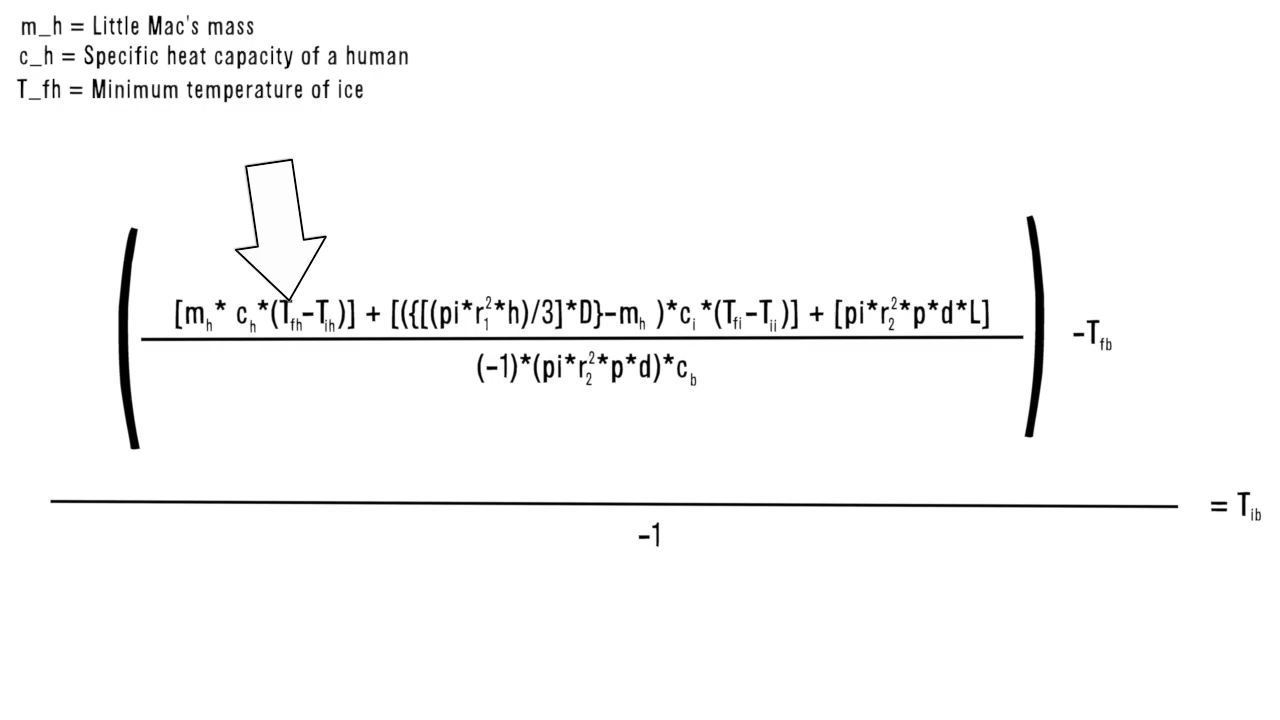 m_h = Little Mac's mass
c_h = Specific heat capacity of a human
T_fh = Minimum temperature of ice
[m_h* c_h*(T_fh-T_ih)] + [({[(pi*r_1^2*h)/3]*D}-m_h )*c_i*(T_fi-T_ii)] + [pi*r_2^2*p*d*L]
-T_fb
(-1)*(pi*r_2^2*p*d)*c_b
= T_ib
-1